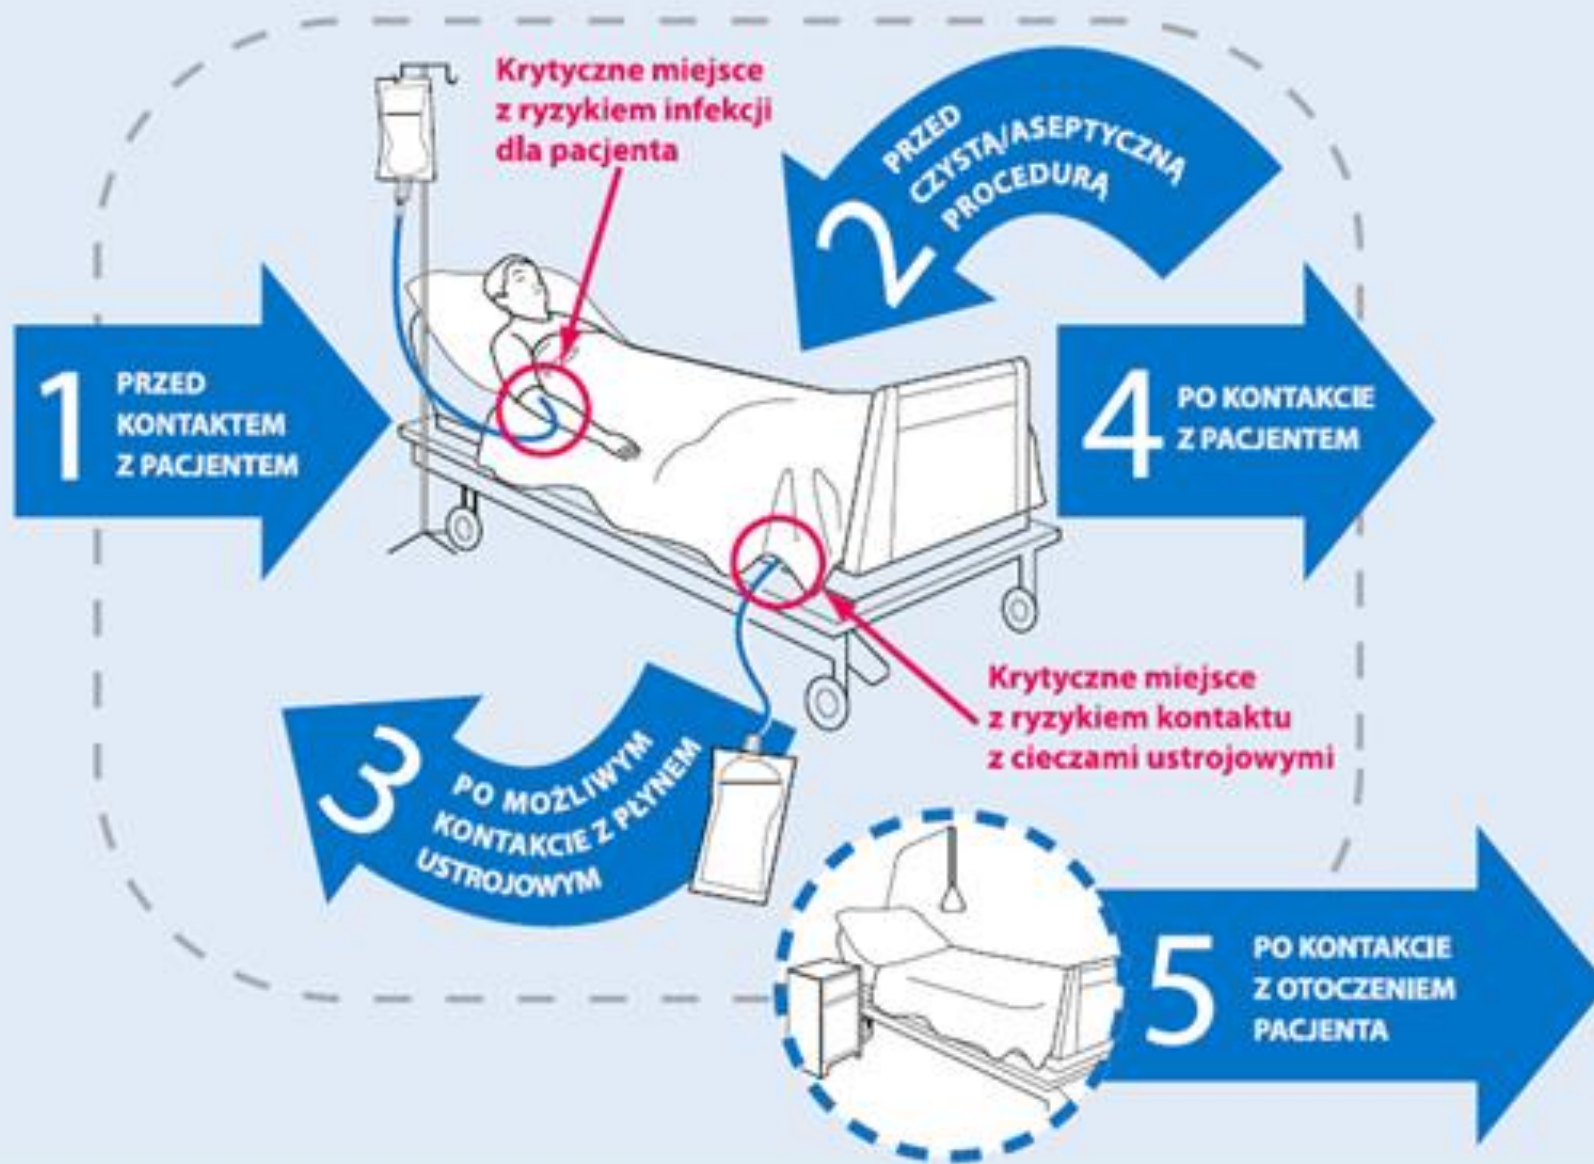 Krytyczne miejsce
z ryzykiem infekcji
dla pacjenta
1
PRZED
KONTAKTEM
Z PACJENTEM
2
PRZED
CZYSTĄ/ASEPTYCZNĄ
PROCEDURĄ
4
PO KONTAKCIE
Z PACJENTEM
Krytyczne miejsce
z ryzykiem kontaktu
z cieczami ustrojowymi
3
PO MOŻLIWYM
KONTAKCIE Z PŁYNEM
USTROJOWYM
5
PO KONTAKCIE
Z OTOCZENIEM
PACJENTA